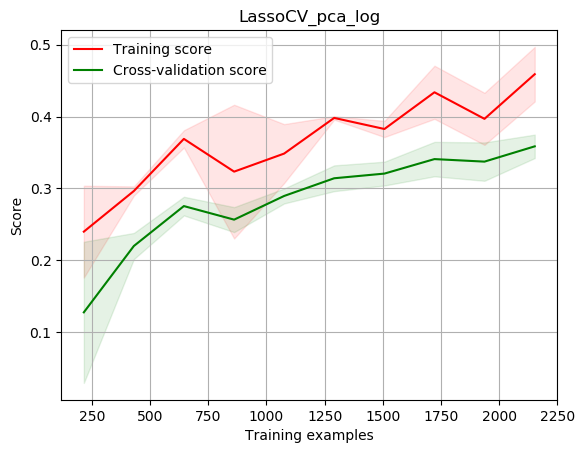 LassoCV_pca_log
Training score
Cross-validation score
0.5
0.4
0.3
0.2
0.1
Score
250 500 750 1000 1250 1500 1750 2000 2250
Training examples